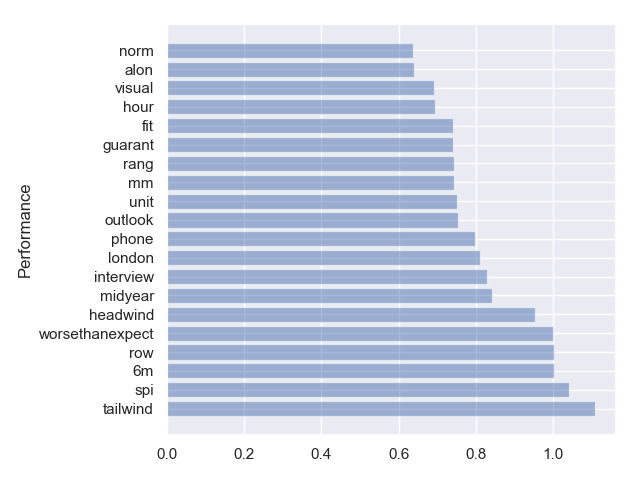 norm
alon
visual
hour
fit
guarant
rang
mm
unit
outlook
phone
london
interview
midyear
headwind
worsethanexpect
row
6m
spi
tailwind
Performance
0.0 0.2 0.4 0.6 0.8 1.0